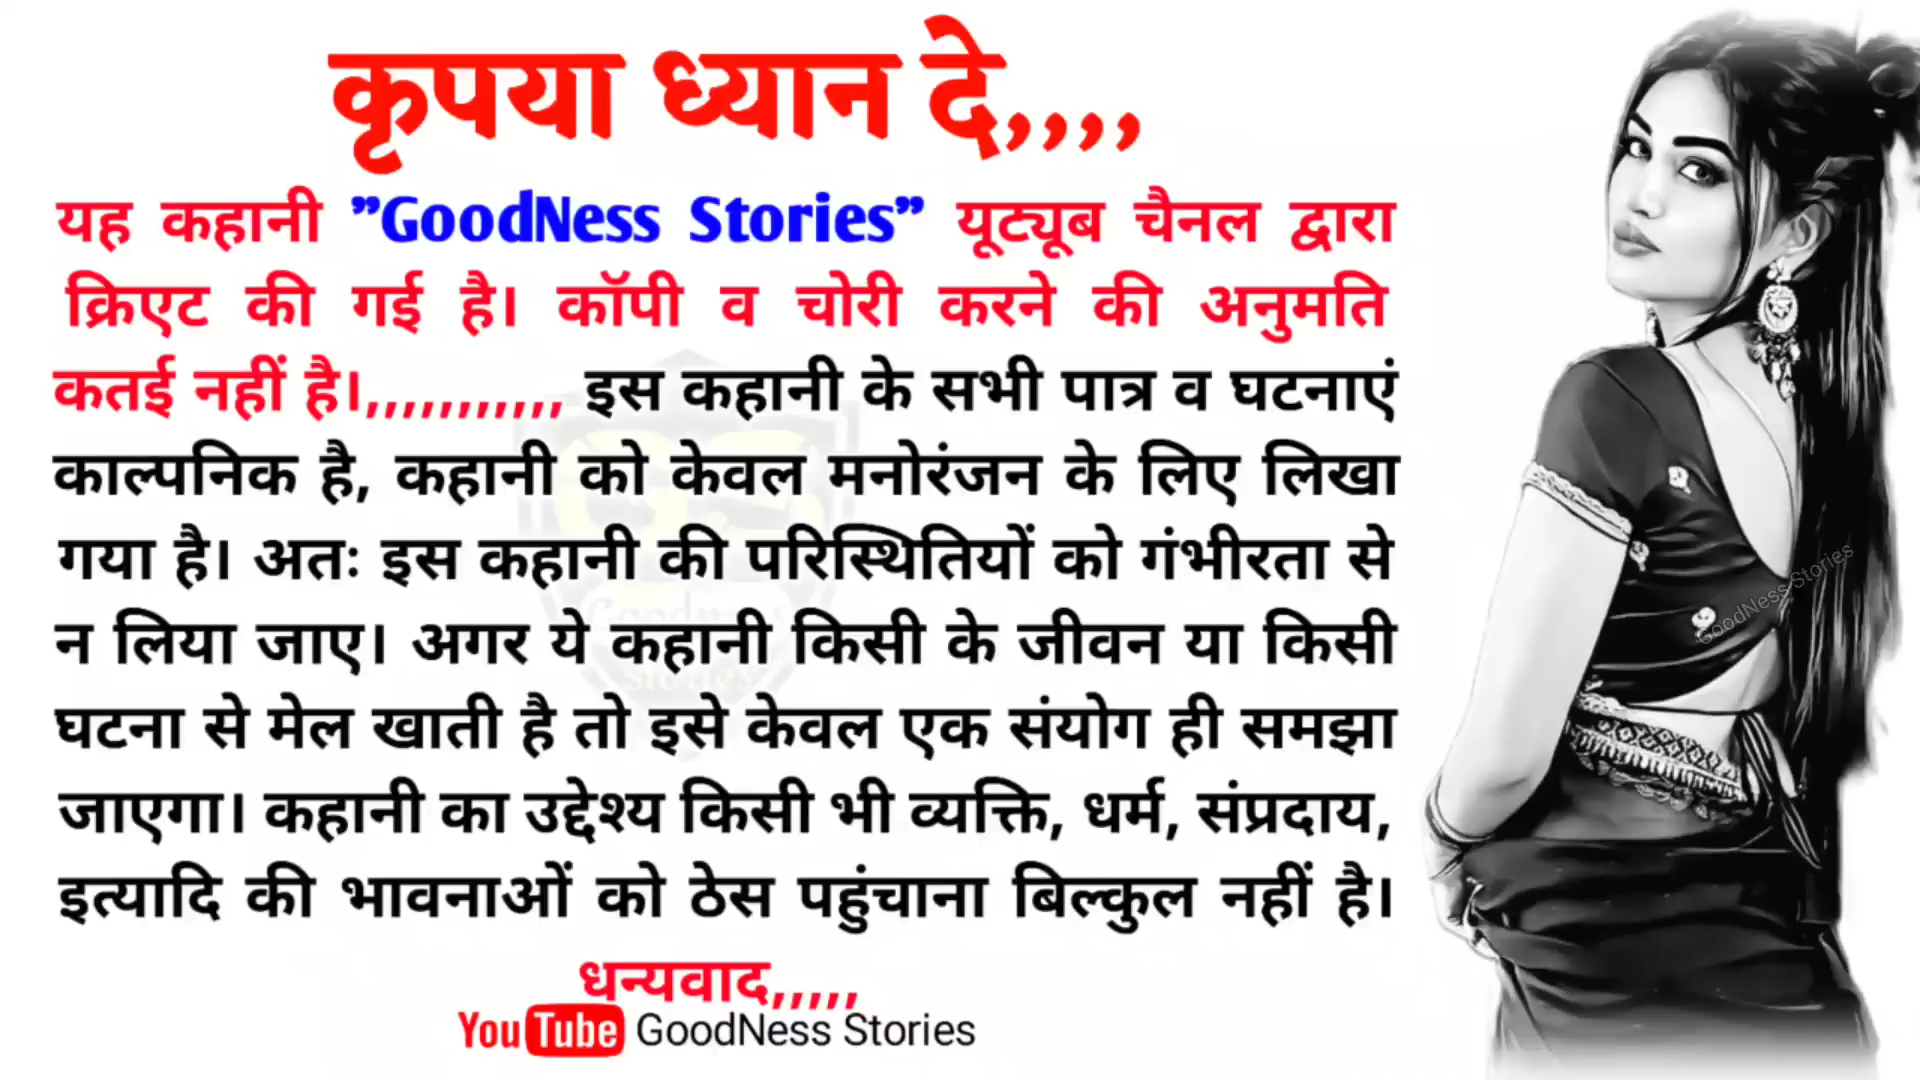 कृपया ध्यान दे,,,,
यह कहानी "GoodNess Stories" यूट्यूब चैनल द्वारा
क्रिएट की गई है। कॉपी व चोरी करने की अनुमति
कतई नहीं है।,,,,,,,,,,, इस कहानी के सभी पात्र व घटनाएं
काल्पनिक है, कहानी को केवल मनोरंजन के लिए लिखा
गया है। अतः इस कहानी की परिस्थितियों को गंभीरता से
न लिया जाए। अगर ये कहानी किसी के जीवन या किसी
घटना से मेल खाती है तो इसे केवल एक संयोग ही समझा
जाएगा। कहानी का उद्देश्य किसी भी व्यक्ति, धर्म, संप्रदाय,
इत्यादि की भावनाओं को ठेस पहुंचाना बिल्कुल नहीं है।
धन्यवाद,,,,,
YouTube GoodNess Stories
GoodNess Stories
Goodness
stories